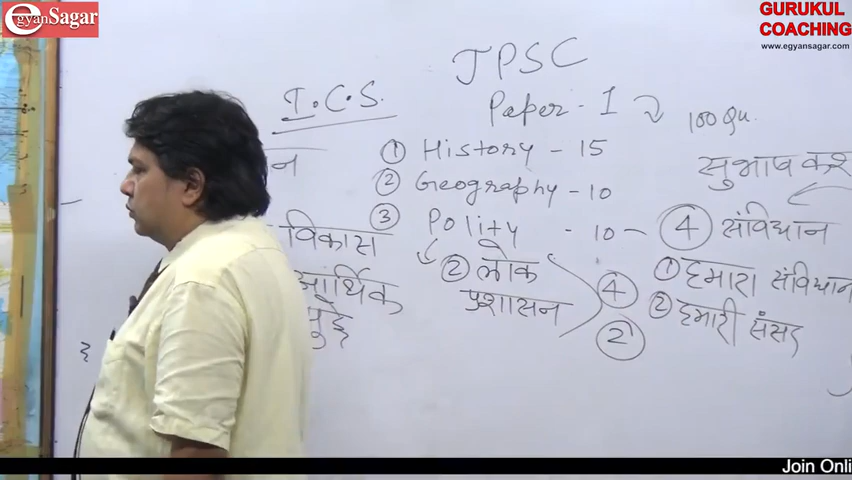 egyanSagar
GURUKUL
COACHING
www.egyansagar.com
JPSC
I.C.S.
Paper - 1
100 Qu.
① History - 15
② Geography - 10
③ Polity - 10 -
④ संविधान
विकास
② लोक
प्रशासन
④
②
① हमारा संविधान
② हमारी संसद
आर्थिक
मुद्दे
Join Onli